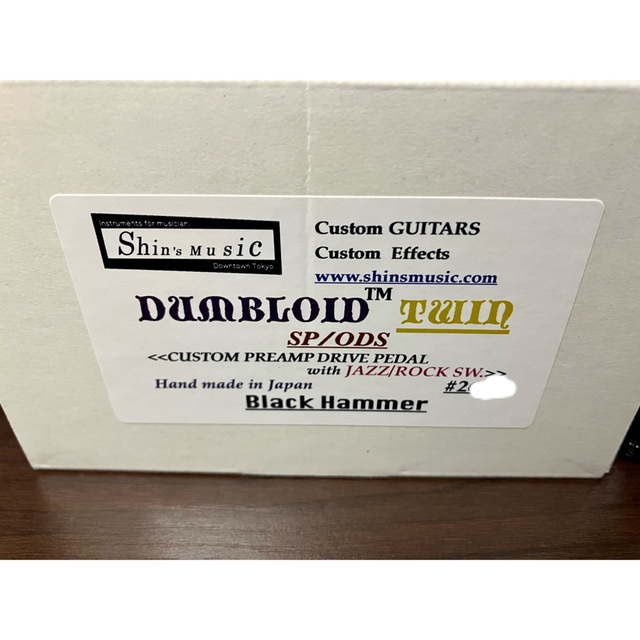 Instruments for musician
Shin's Music
Downtown Tokyo
Custom GUITARS
Custom Effects
www.shinsmusic.com
DUMBLOID™ TWIN
SP/ODS
<<CUSTOM PREAMP DRIVE PEDAL
with JAZZ/ROCK SW.>>
Hand made in Japan
Black Hammer